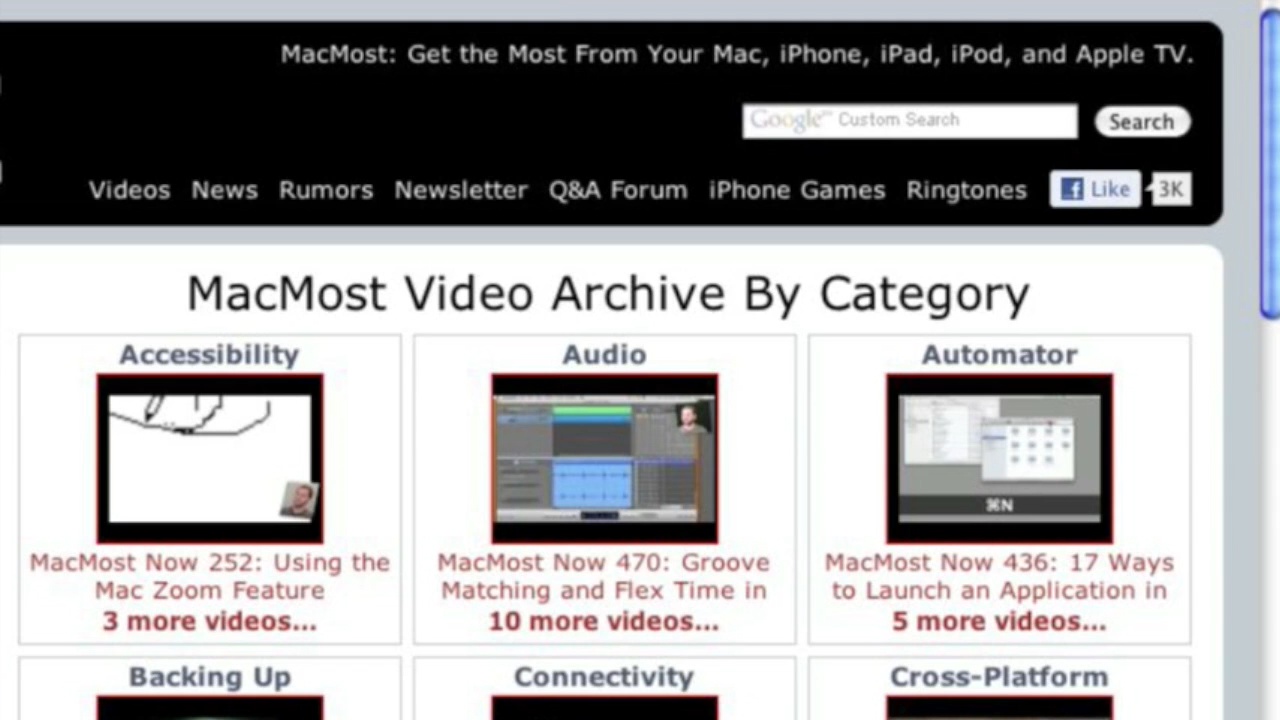 MacMost: Get the Most From Your Mac, iPhone, iPad, iPod, and Apple TV.
Google™ Custom Search
Search
Videos News Rumors Newsletter Q&A Forum iPhone Games Ringtones Like 3K
MacMost Video Archive By Category
Accessibility
MacMost Now 252: Using the
Mac Zoom Feature
3 more videos...
Audio
MacMost Now 470: Groove
Matching and Flex Time in
10 more videos...
Automator
⌘N
MacMost Now 436: 17 Ways
to Launch an Application in
5 more videos...
Backing Up
Connectivity
Cross-Platform